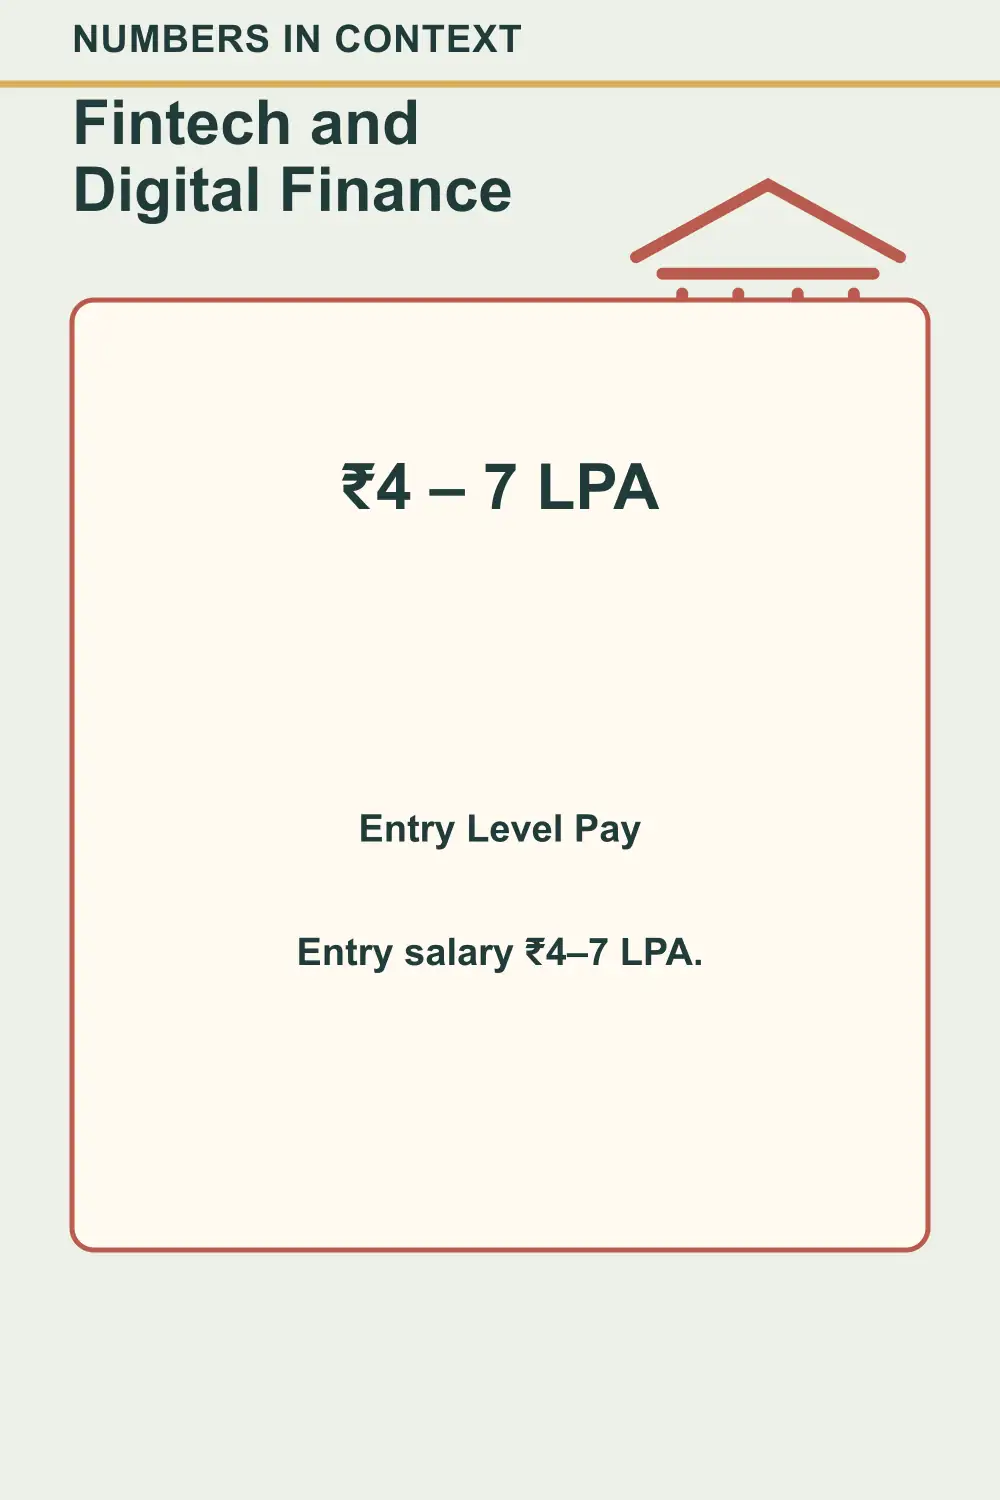 NUMBERS IN CONTEXT
Fintech and
Digital Finance
₹4 – 7 LPA
Entry Level Pay
Entry salary ₹4–7 LPA.